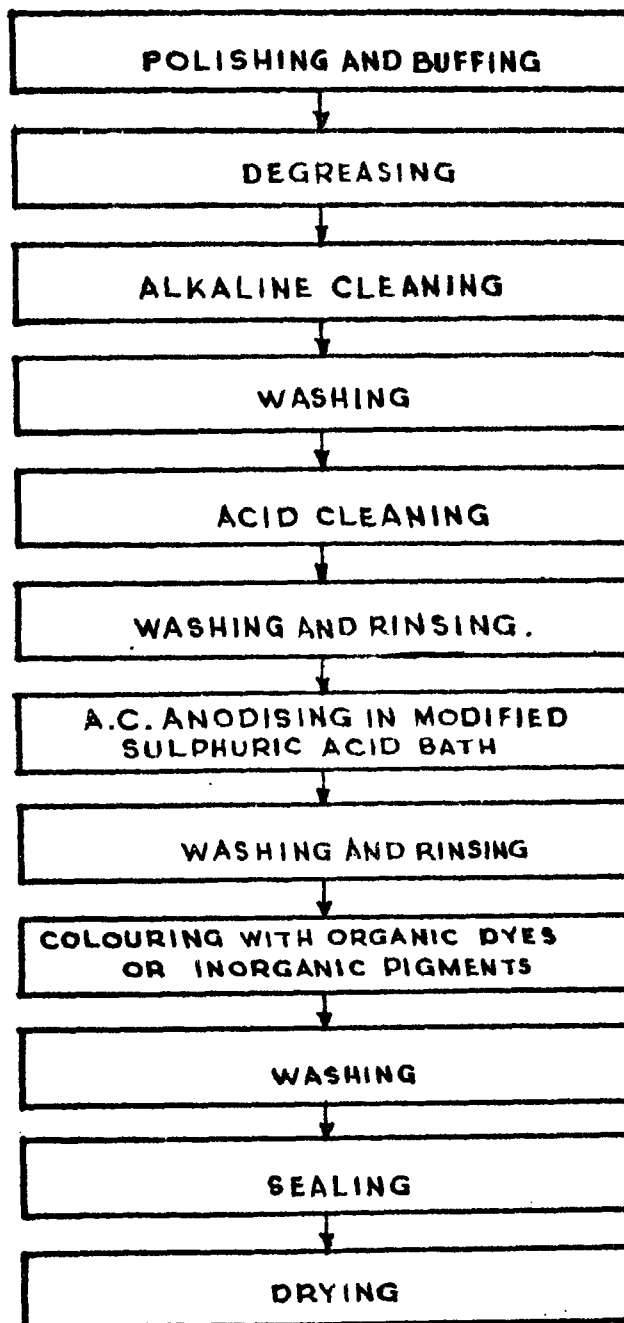 POLISHING AND BUFFING
DEGREASING
ALKALINE CLEANING
WASHING
ACID CLEANING
WASHING AND RINSING.
A.C. ANODISING IN MODIFIED
SULPHURIC ACID BATH
WASHING AND RINSING
COLOURING WITH ORGANIC DYES
OR INORGANIC PIGMENTS
WASHING
SEALING
DRYING